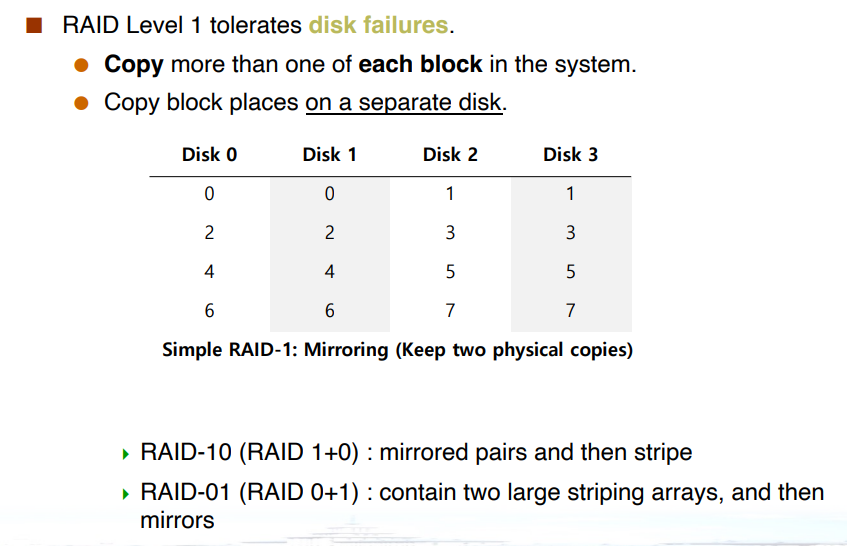 RAID Level 1 tolerates disk failures.
Copy more than one of each block in the system.
Copy block places on a separate disk.
Disk 0 Disk 1 Disk 2 Disk 3
0 0 1 1
2 2 3 3
4 4 5 5
6 6 7 7
Simple RAID-1: Mirroring (Keep two physical copies)
RAID-10 (RAID 1+0) : mirrored pairs and then stripe
RAID-01 (RAID 0+1) : contain two large striping arrays, and then
mirrors